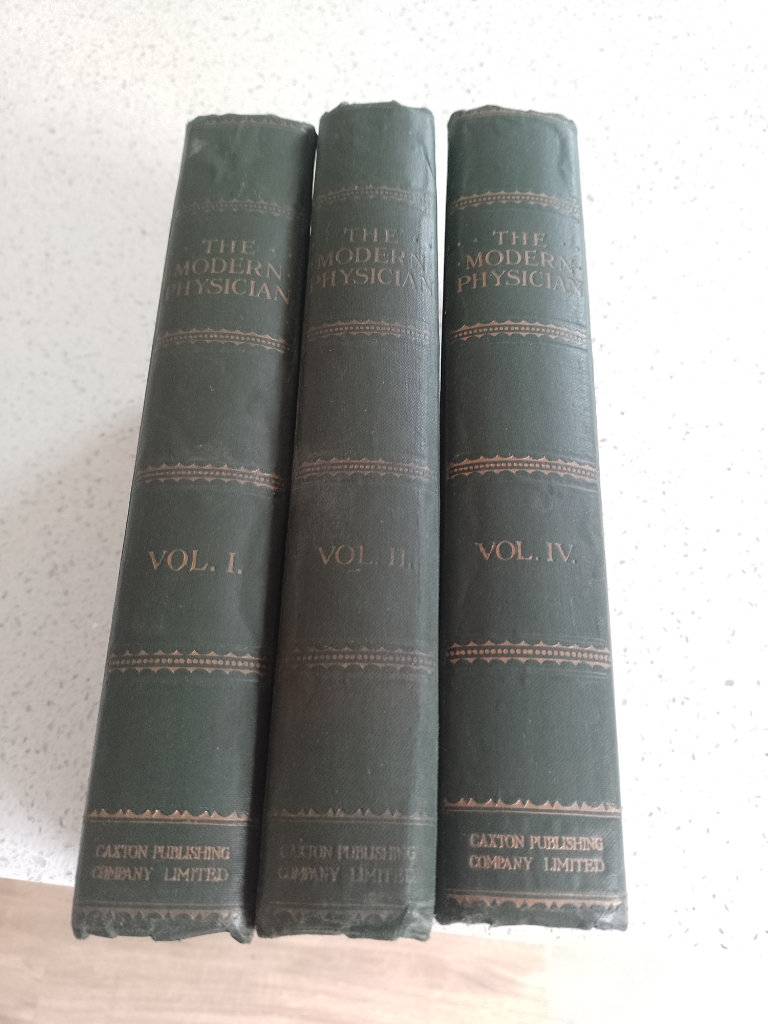 THE
MODERN
PHYSICIAN
VOL. I.
CAXTON PUBLISHING
COMPANY LIMITED
THE
MODERN
PHYSICIAN
VOL. II.
CAXTON PUBLISHING
COMPANY LIMITED
THE
MODERN
PHYSICIAN
VOL. IV.
CAXTON PUBLISHING
COMPANY LIMITED